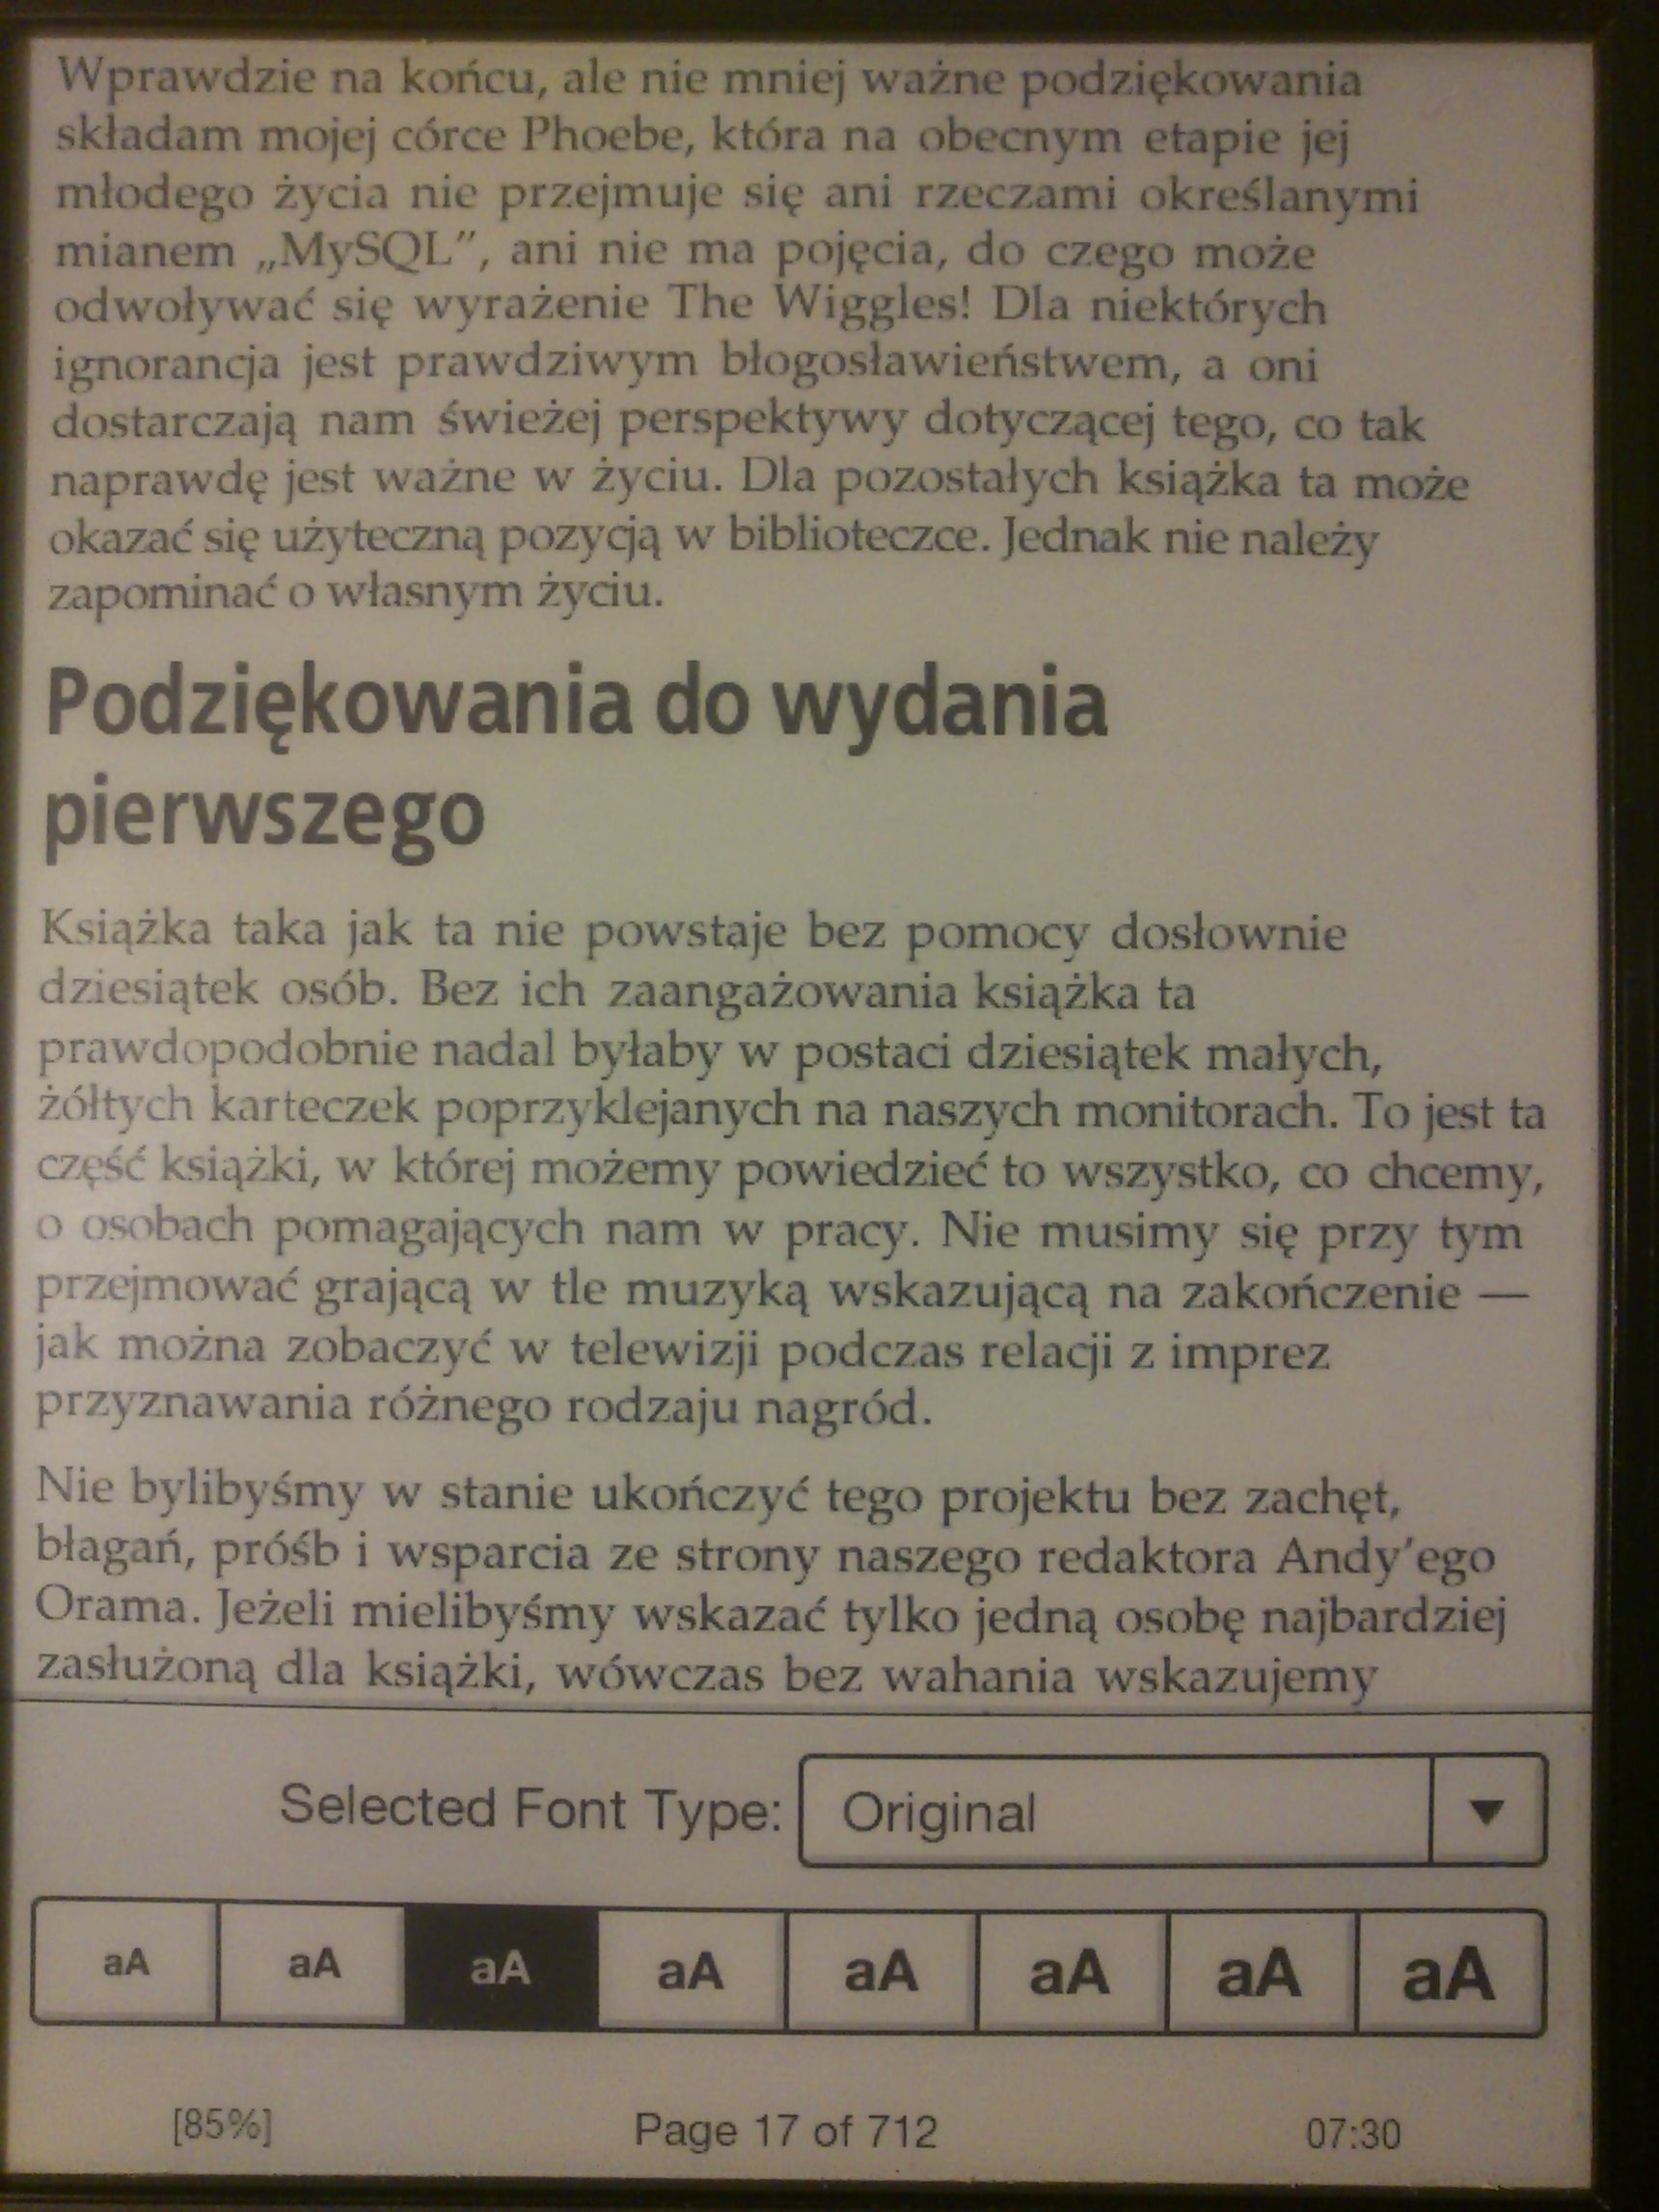 Wprawdzie na końcu, ale nie mniej ważne podziękowania
składam mojej córce Phoebe, która na obecnym etapie jej
młodego życia nie przejmuje się ani rzeczami określanymi
mianem „MySQL”, ani nie ma pojęcia, do czego może
odwoływać się wyrażenie The Wiggles! Dla niektórych
ignorancja jest prawdziwym błogosławieństwem, a oni
dostarczają nam świeżej perspektywy dotyczącej tego, co tak
naprawdę jest ważne w życiu. Dla pozostałych książka ta może
okazać się użyteczną pozycją w biblioteczce. Jednak nie należy
zapominać o własnym życiu.
Podziękowania do wydania
pierwszego
Książka taka jak ta nie powstaje bez pomocy dosłownie
dziesiątek osób. Bez ich zaangażowania książka ta
prawdopodobnie nadal byłaby w postaci dziesiątek małych,
żółtych karteczek poprzyklejanych na naszych monitorach. To jest ta
część książki, w której możemy powiedzieć to wszystko, co chcemy,
o osobach pomagających nam w pracy. Nie musimy się przy tym
przejmować grającą w tle muzyką wskazującą na zakończenie —
jak można zobaczyć w telewizji podczas relacji z imprez
przyznawania różnego rodzaju nagród.
Nie bylibyśmy w stanie ukończyć tego projektu bez zachęt,
błagań, próśb i wsparcia ze strony naszego redaktora Andy’ego
Orama. Jeżeli mielibyśmy wskazać tylko jedną osobę najbardziej
zasłużoną dla książki, wówczas bez wahania wskazujemy
Selected Font Type: Original
aA aA aA aA aA aA aA aA
[85%] Page 17 of 712 07:30